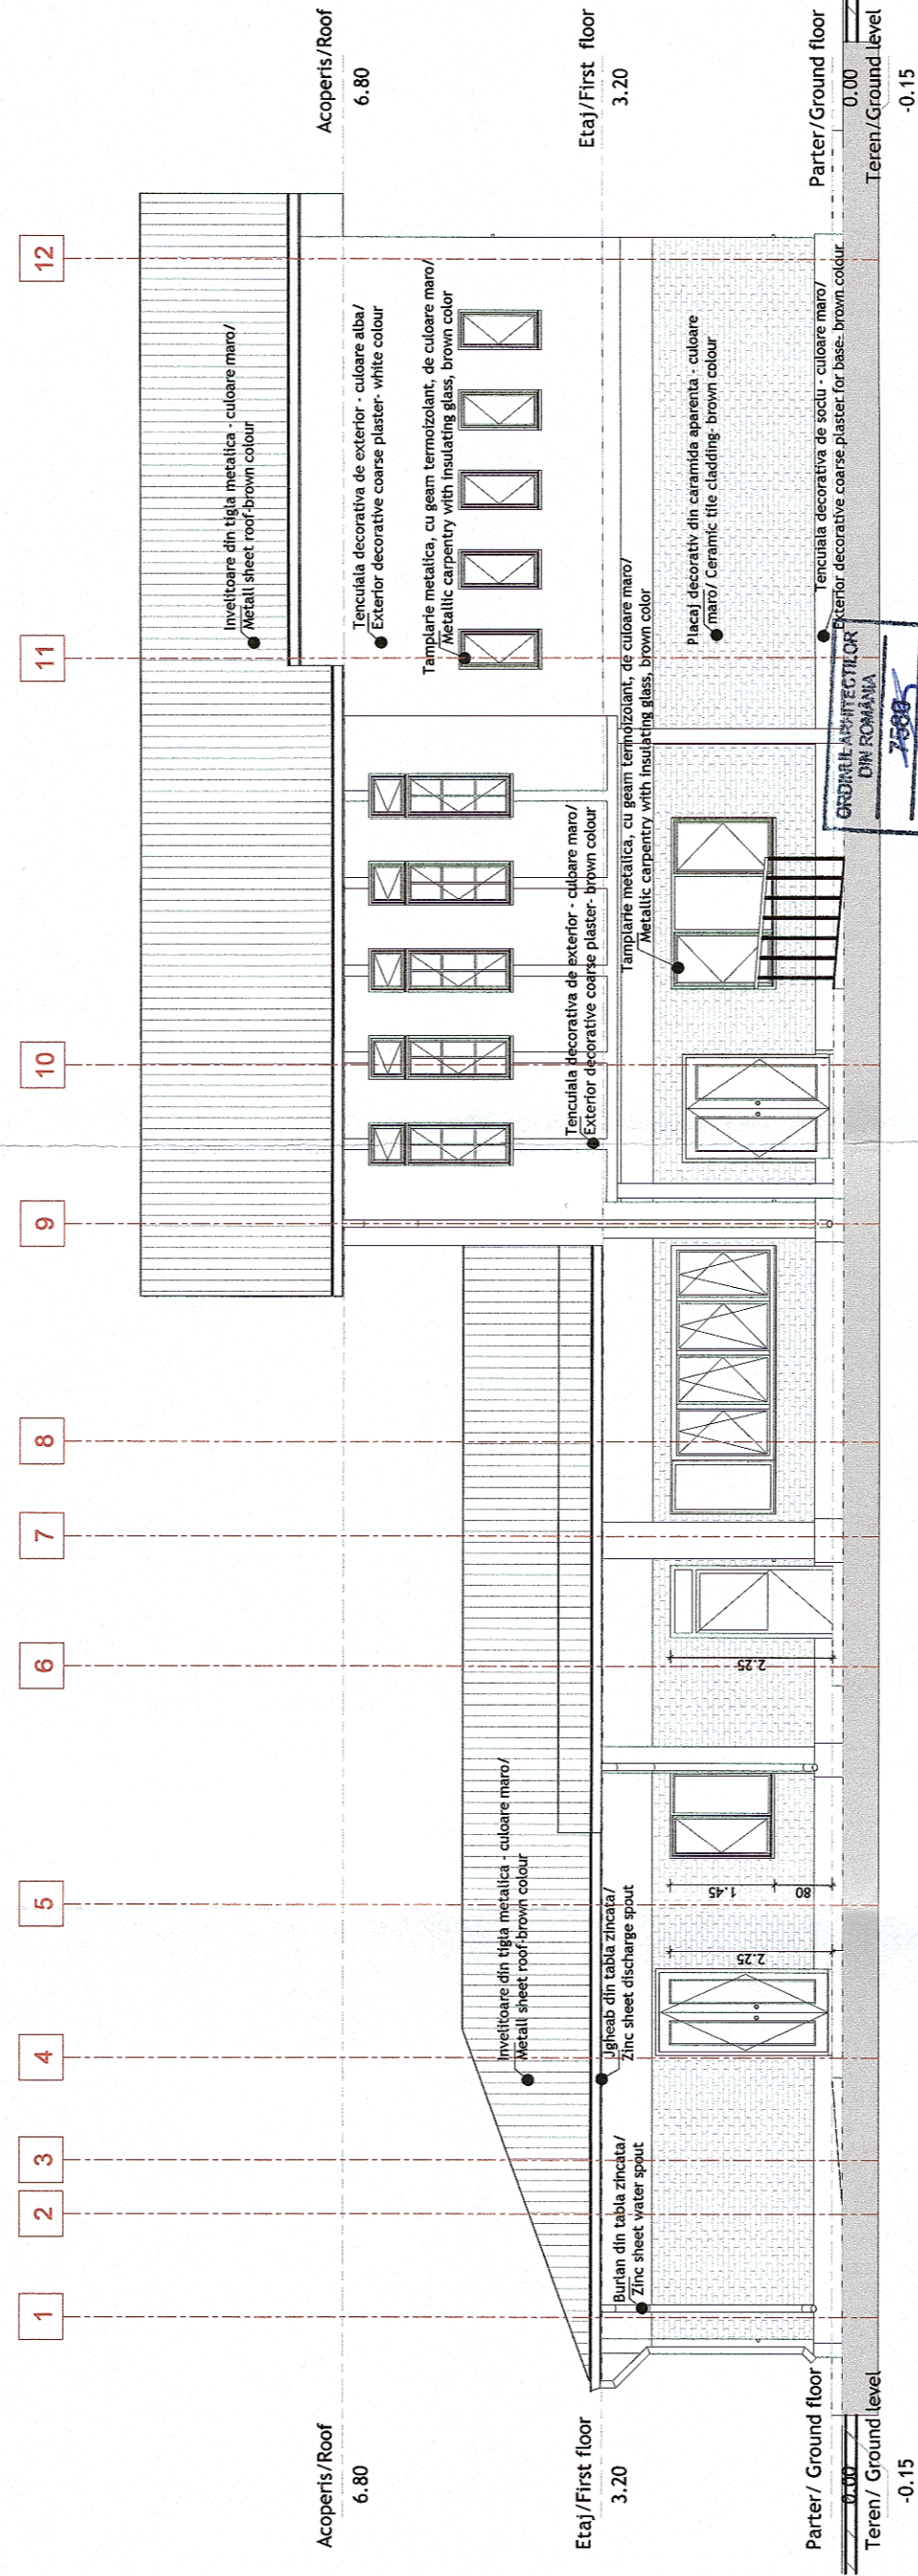 1
2
3
4
5
6
7
8
9
10
11
12
Acoperis/Roof
6.80
Etaj/First floor
3.20
Parter/ Ground floor
0.00
Teren/ Ground level
-0.15
Burlan din tabla zincata/
Zinc sheet water spout
Invelitoare din tigla metalica - culoare maro/
Metall sheet roof-brown colour
Jgheab din tabla zincata/
Zinc sheet discharge spout
2.25
1.45
80
2.25
Tencuiala decorativa de exterior - culoare maro/
Exterior decorative coarse plaster- brown colour
Tamplarie metalica, cu geam termoizolant, de culoare maro/
Metallic carpentry with insulating glass, brown color
Invelitoare din tigla metalica - culoare maro/
Metall sheet roof-brown colour
Tencuiala decorativa de exterior - culoare alba/
Exterior decorative coarse plaster- white colour
Tamplarie metalica, cu geam termoizolant, de culoare maro/
Metallic carpentry with insulating glass, brown color
Placaj decorativ din caramida aparenta - culoare
maro/ Ceramic tile cladding- brown colour
Tencuiala decorativa de soclu - culoare maro/
Exterior decorative coarse plaster for base- brown colour
ORDINUL ARHITECTILOR
DIN ROMÂNIA
Acoperis/Roof
6.80
Etaj/First floor
3.20
Parter/Ground floor
0.00
Teren/Ground level
-0.15